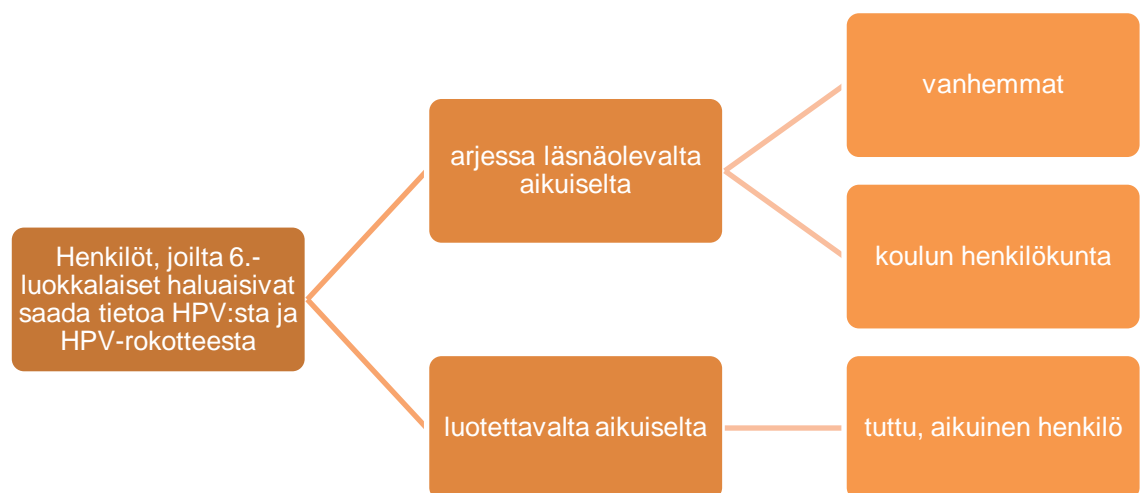 Henkilöt, joilta 6.-
luokkalaiset haluaisivat
saada tietoa HPV:sta ja
HPV-rokotteesta
arjessa läsnäolevalta
aikuiselta
vanhemmat
koulun henkilökunta
luotettavalta aikuiselta
tuttu, aikuinen henkilö